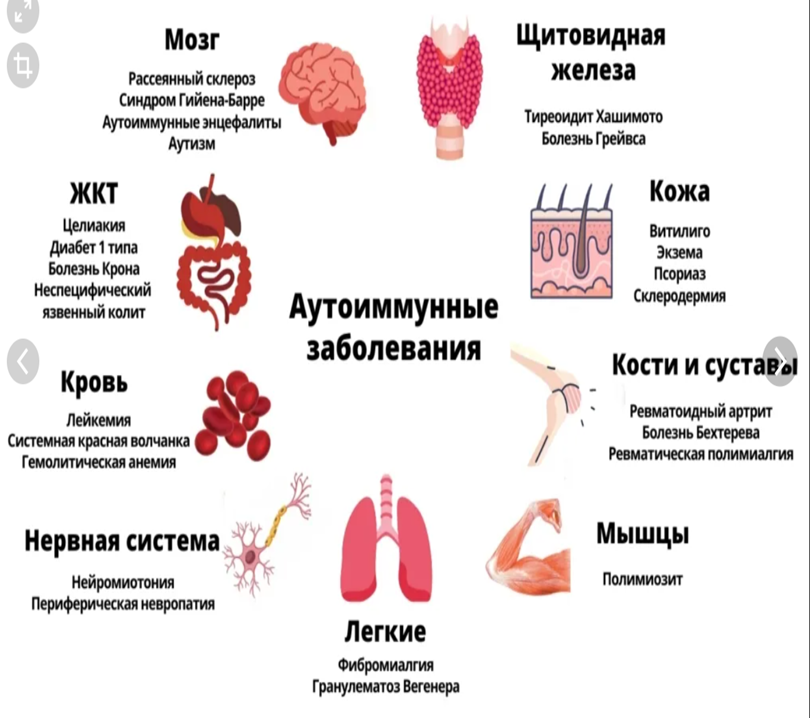 Мозг
Рассеянный склероз
Синдром Гийена-Барре
Аутоиммунные энцефалиты
Аутизм
Щитовидная
железа
Тиреоидит Хашимото
Болезнь Грейвса
ЖКТ
Целиакия
Диабет 1 типа
Болезнь Крона
Неспецифический
язвенный колит
Кожа
Витилиго
Экзема
Псориаз
Склеродермия
Аутоиммунные
заболевания
Кровь
Лейкемия
Системная красная волчанка
Гемолитическая анемия
Кости и суставы
Ревматоидный артрит
Болезнь Бехтерева
Ревматическая полимиалгия
Нервная система
Нейромиотония
Периферическая невропатия
Мышцы
Полимиозит
Легкие
Фибромиалгия
Гранулематоз Вегенера